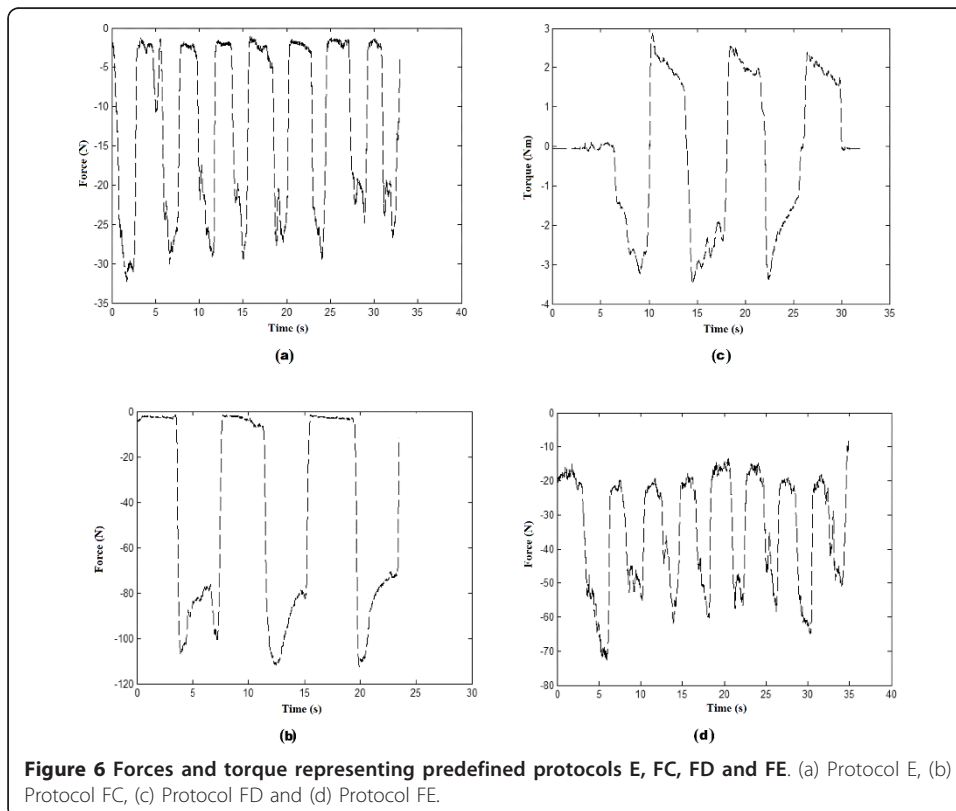 0
-5
-10
-15
-20
-25
-30
-35
Force (N)
0 5 10 15 20 25 30 35 40
Time (s)
(a)
3
2
1
0
-1
-2
-3
-4
Torque (Nm)
0 5 10 15 20 25 30 35
Time (s)
(c)
0
-20
-40
-60
-80
-100
-120
Force (N)
0 5 10 15 20 25 30
Time (s)
(b)
0
-10
-20
-30
-40
-50
-60
-70
-80
Force (N)
0 5 10 15 20 25 30 35 40
Time (s)
(d)
Figure 6 Forces and torque representing predefined protocols E, FC, FD and FE. (a) Protocol E, (b)
Protocol FC, (c) Protocol FD and (d) Protocol FE.